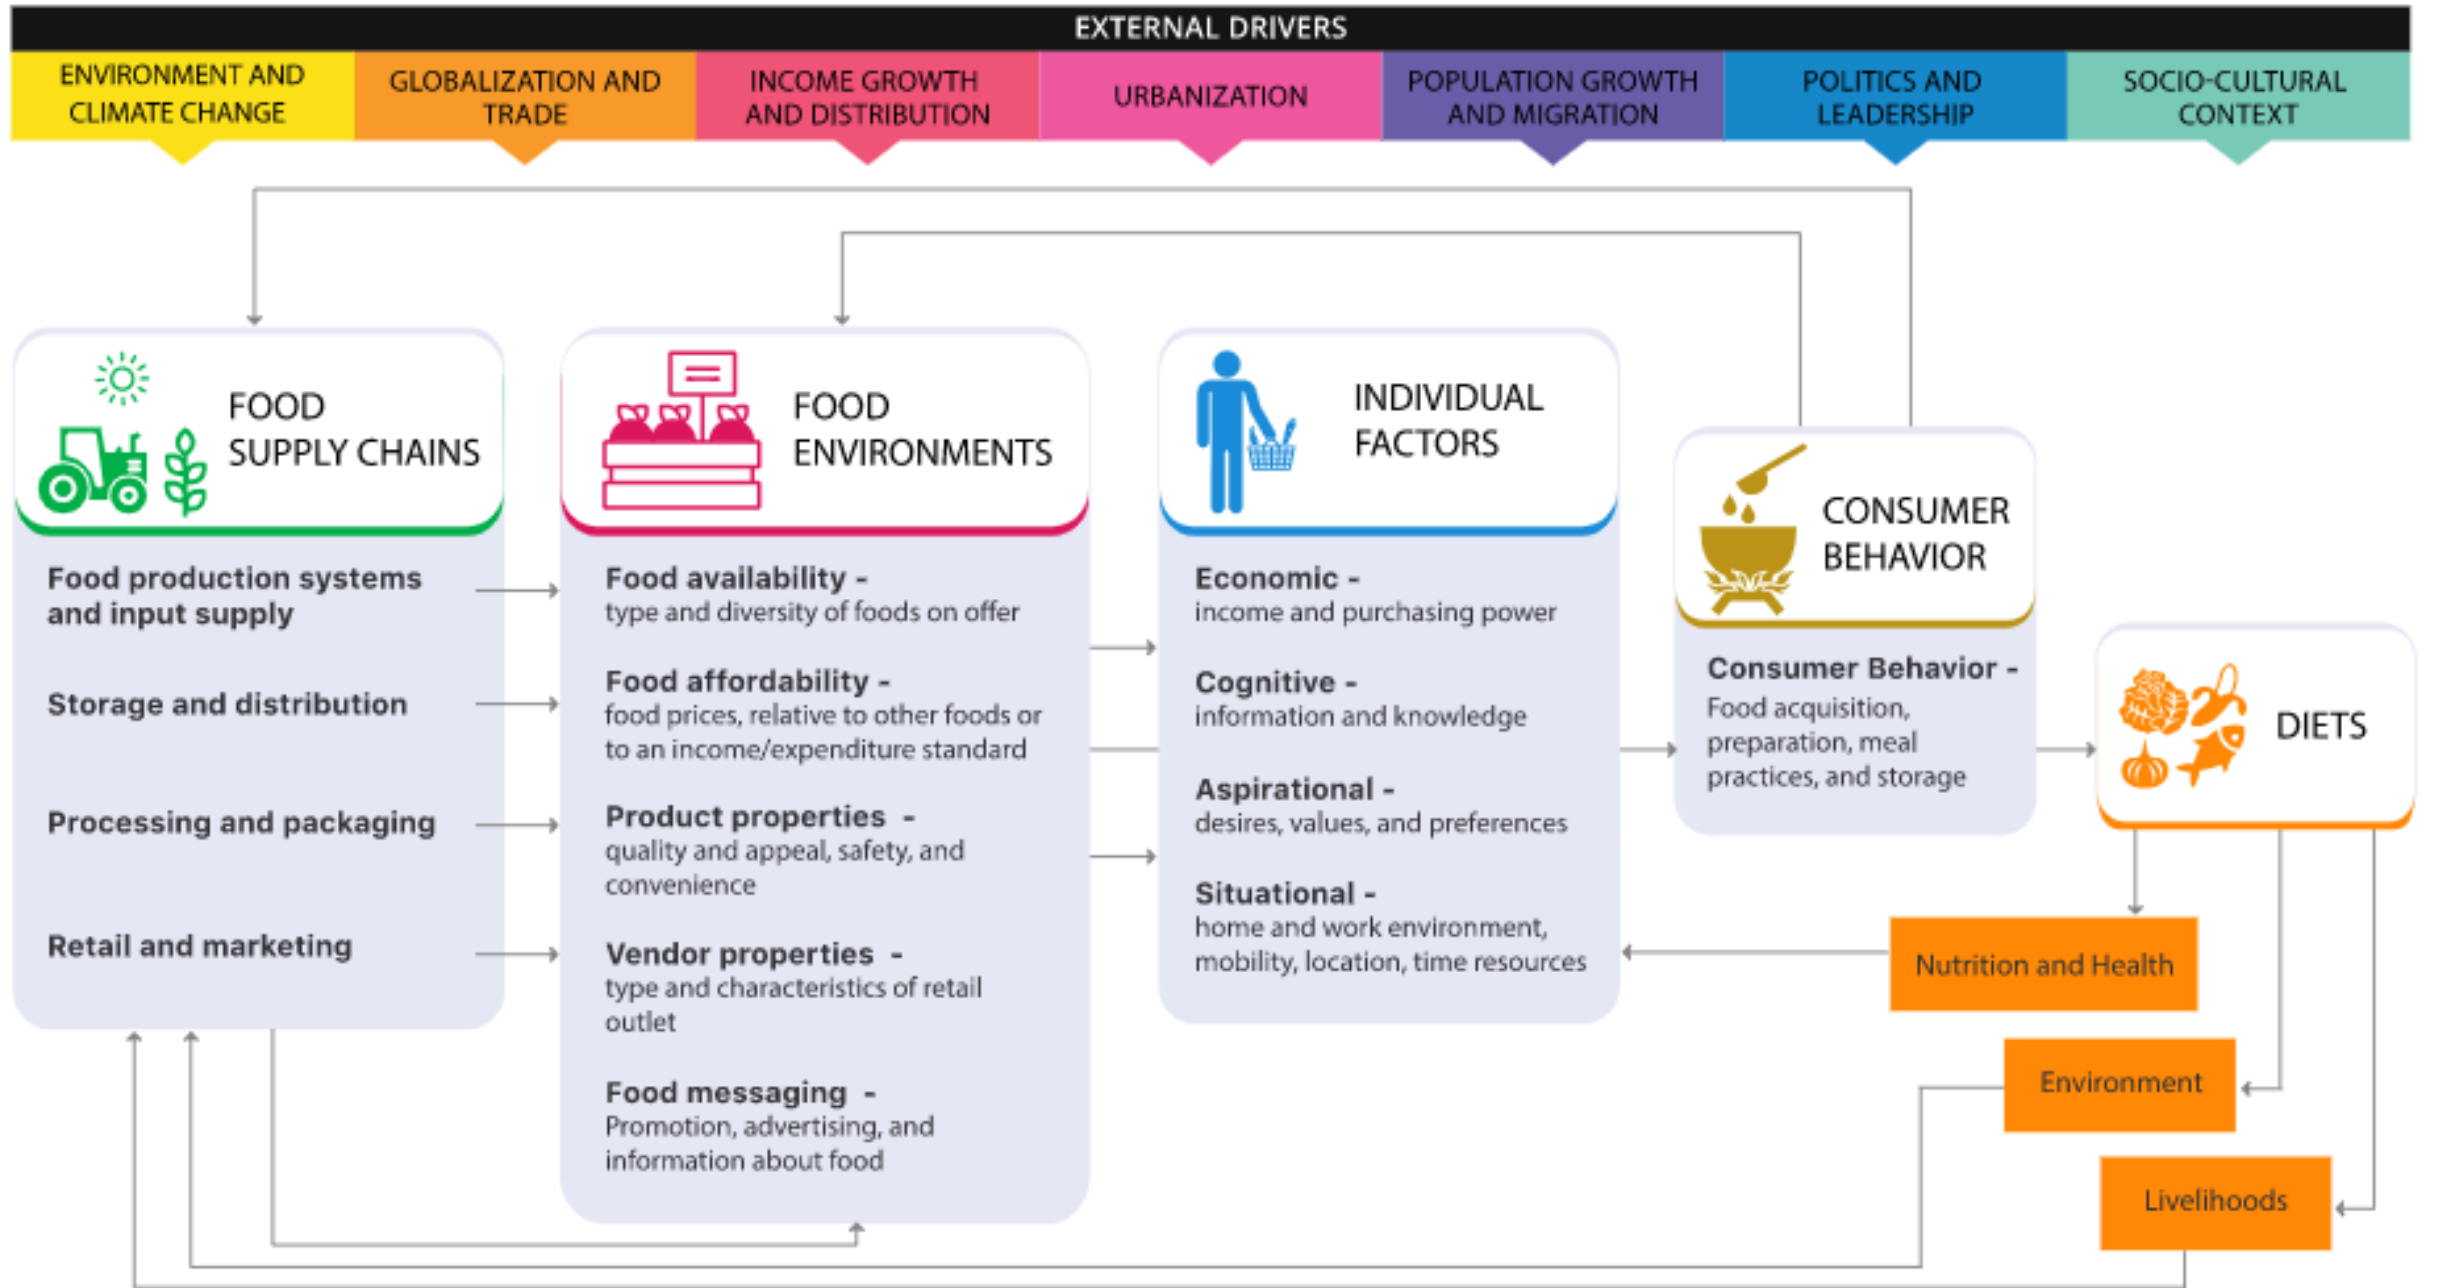 EXTERNAL DRIVERS
ENVIRONMENT AND
CLIMATE CHANGE
GLOBALIZATION AND
TRADE
INCOME GROWTH
AND DISTRIBUTION
URBANIZATION
POPULATION GROWTH
AND MIGRATION
POLITICS AND
LEADERSHIP
SOCIO-CULTURAL
CONTEXT
FOOD
SUPPLY CHAINS
Food production systems
and input supply
Storage and distribution
Processing and packaging
Retail and marketing
FOOD
ENVIRONMENTS
Food availability -
type and diversity of foods on offer
Food affordability -
food prices, relative to other foods or
to an income/expenditure standard
Product properties -
quality and appeal, safety, and
convenience
Vendor properties -
type and characteristics of retail
outlet
Food messaging -
Promotion, advertising, and
information about food
INDIVIDUAL
FACTORS
Economic -
income and purchasing power
Cognitive -
information and knowledge
Aspirational -
desires, values, and preferences
Situational -
home and work environment,
mobility, location, time resources
CONSUMER
BEHAVIOR
Consumer Behavior -
Food acquisition,
preparation, meal
practices, and storage
DIETS
Nutrition and Health
Environment
Livelihoods